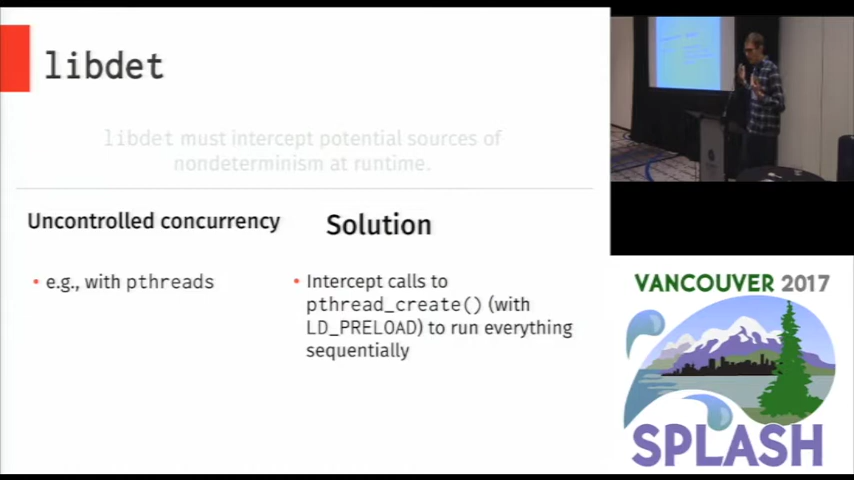 libdet
libdet must intercept potential sources of
nondeterminism at runtime.
Uncontrolled concurrency
Solution
• e.g., with pthreads
• Intercept calls to
pthread_create() (with
LD_PRELOAD) to run everything
sequentially
VANCOUVER 2017
SPLASH